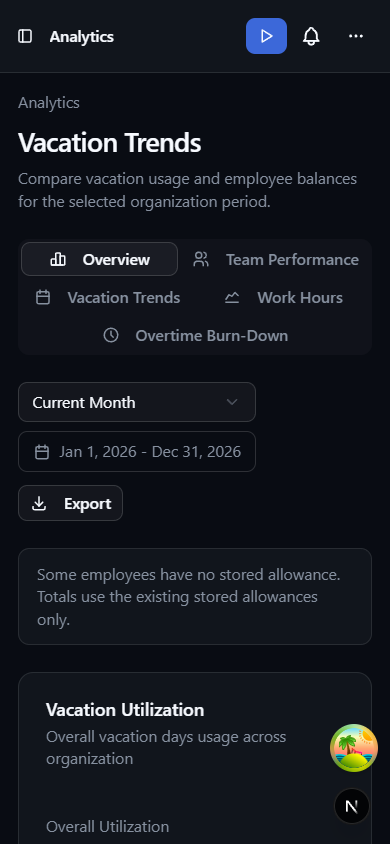 Analytics
Analytics
Vacation Trends
Compare vacation usage and employee balances
for the selected organization period.
Overview
Team Performance
Vacation Trends
Work Hours
Overtime Burn-Down
Current Month
Jan 1, 2026 - Dec 31, 2026
Export
Some employees have no stored allowance.
Totals use the existing stored allowances
only.
Vacation Utilization
Overall vacation days usage across
organization
N
Overall Utilization